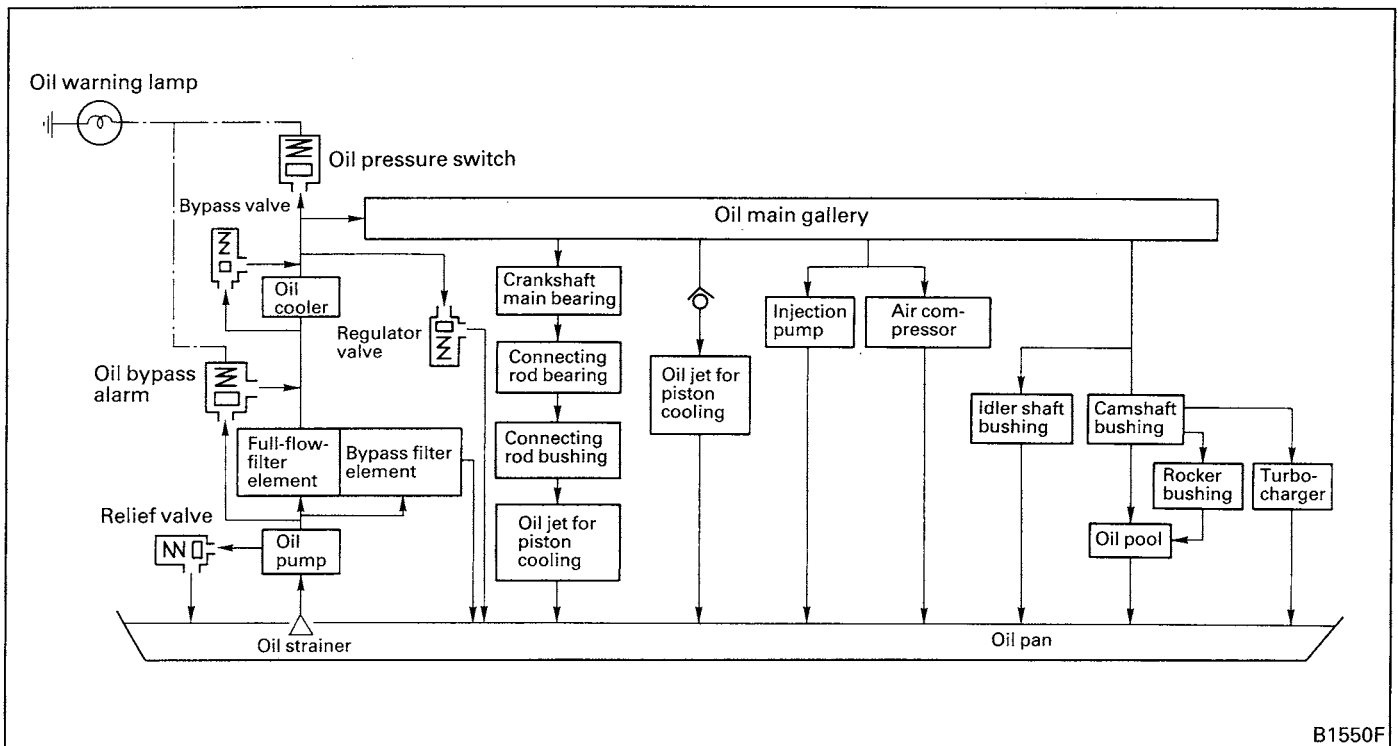 Oil warning lamp
Oil pressure switch
Bypass valve
Oil main gallery
Oil
cooler
Regulator
valve
Oil bypass
alarm
Full-flow-
filter
element
Bypass filter
element
Relief valve
Oil
pump
Oil strainer
Crankshaft
main bearing
Connecting
rod bearing
Connecting
rod bushing
Oil jet for
piston
cooling
Oil jet for
piston
cooling
Injection
pump
Air com-
pressor
Idler shaft
bushing
Camshaft
bushing
Rocker
bushing
Turbo-
charger
Oil pool
Oil pan
B1550F